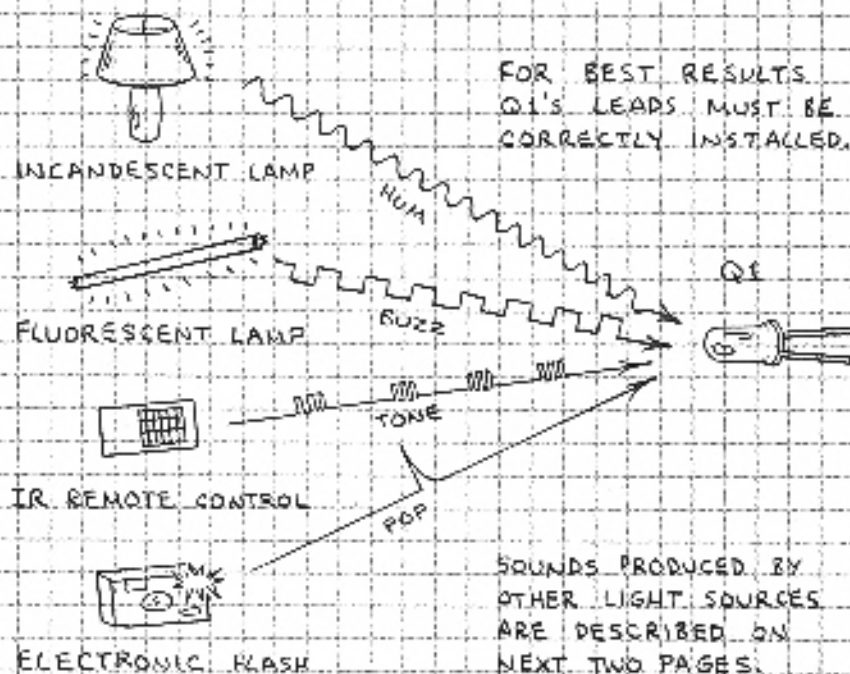 FOR BEST RESULTS
Q1'S LEADS MUST BE
CORRECTLY INSTALLED.
INCANDESCENT LAMP
HUM
Q1
BUZZ
FLUORESCENT LAMP
TONE
IR REMOTE CONTROL
POP
SOUNDS PRODUCED BY
OTHER LIGHT SOURCES
ARE DESCRIBED ON
NEXT TWO PAGES.
ELECTRONIC FLASH